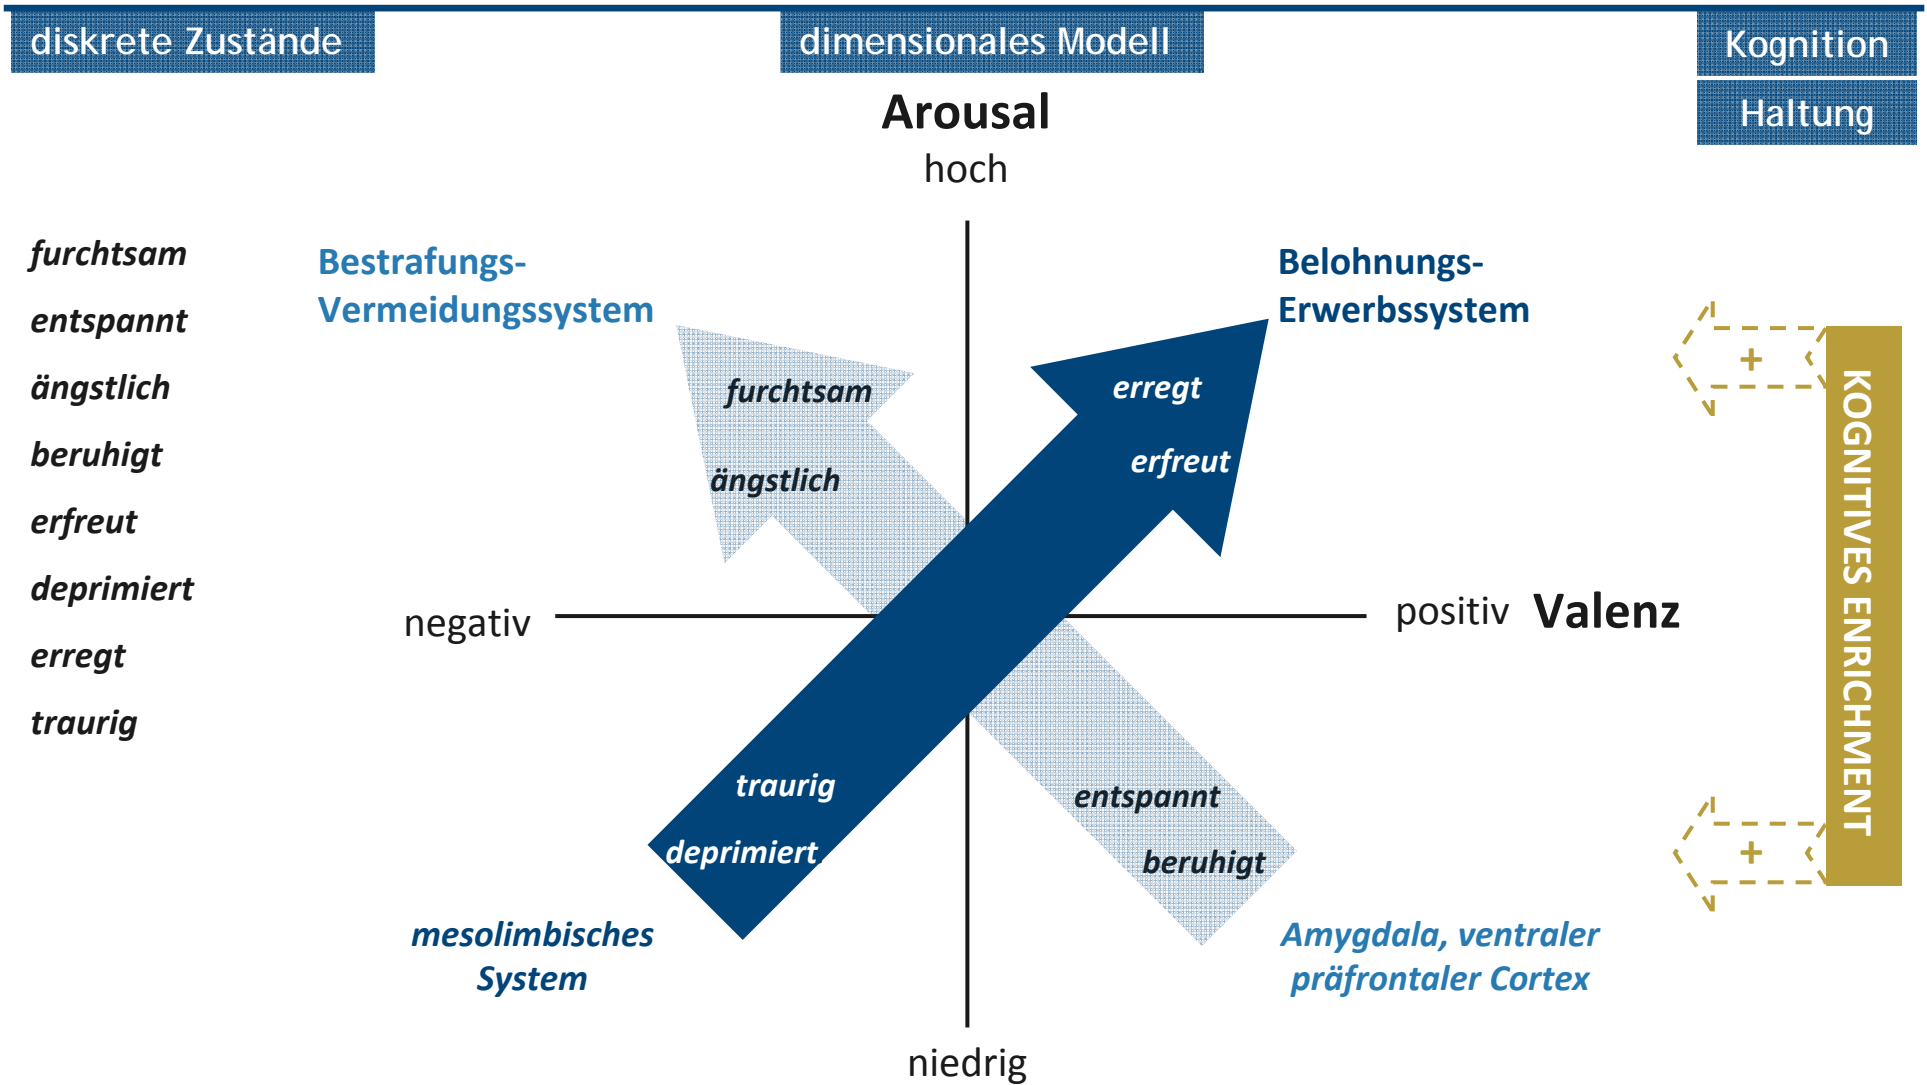 diskrete Zustände
dimensionales Modell
Kognition
Haltung
Arousal
hoch
furchtsam
entspannt
ängstlich
beruhigt
erfreut
deprimiert
erregt
traurig
Bestrafungs-
Vermeidungssystem
Belohnungs-
Erwerbssystem
furchtsam
ängstlich
erregt
erfreut
negativ
positiv Valenz
traurig
deprimiert
entspannt
beruhigt
mesolimbisches
System
Amygdala, ventraler
präfrontaler Cortex
niedrig
+
KOGNITIVES ENRICHMENT
+